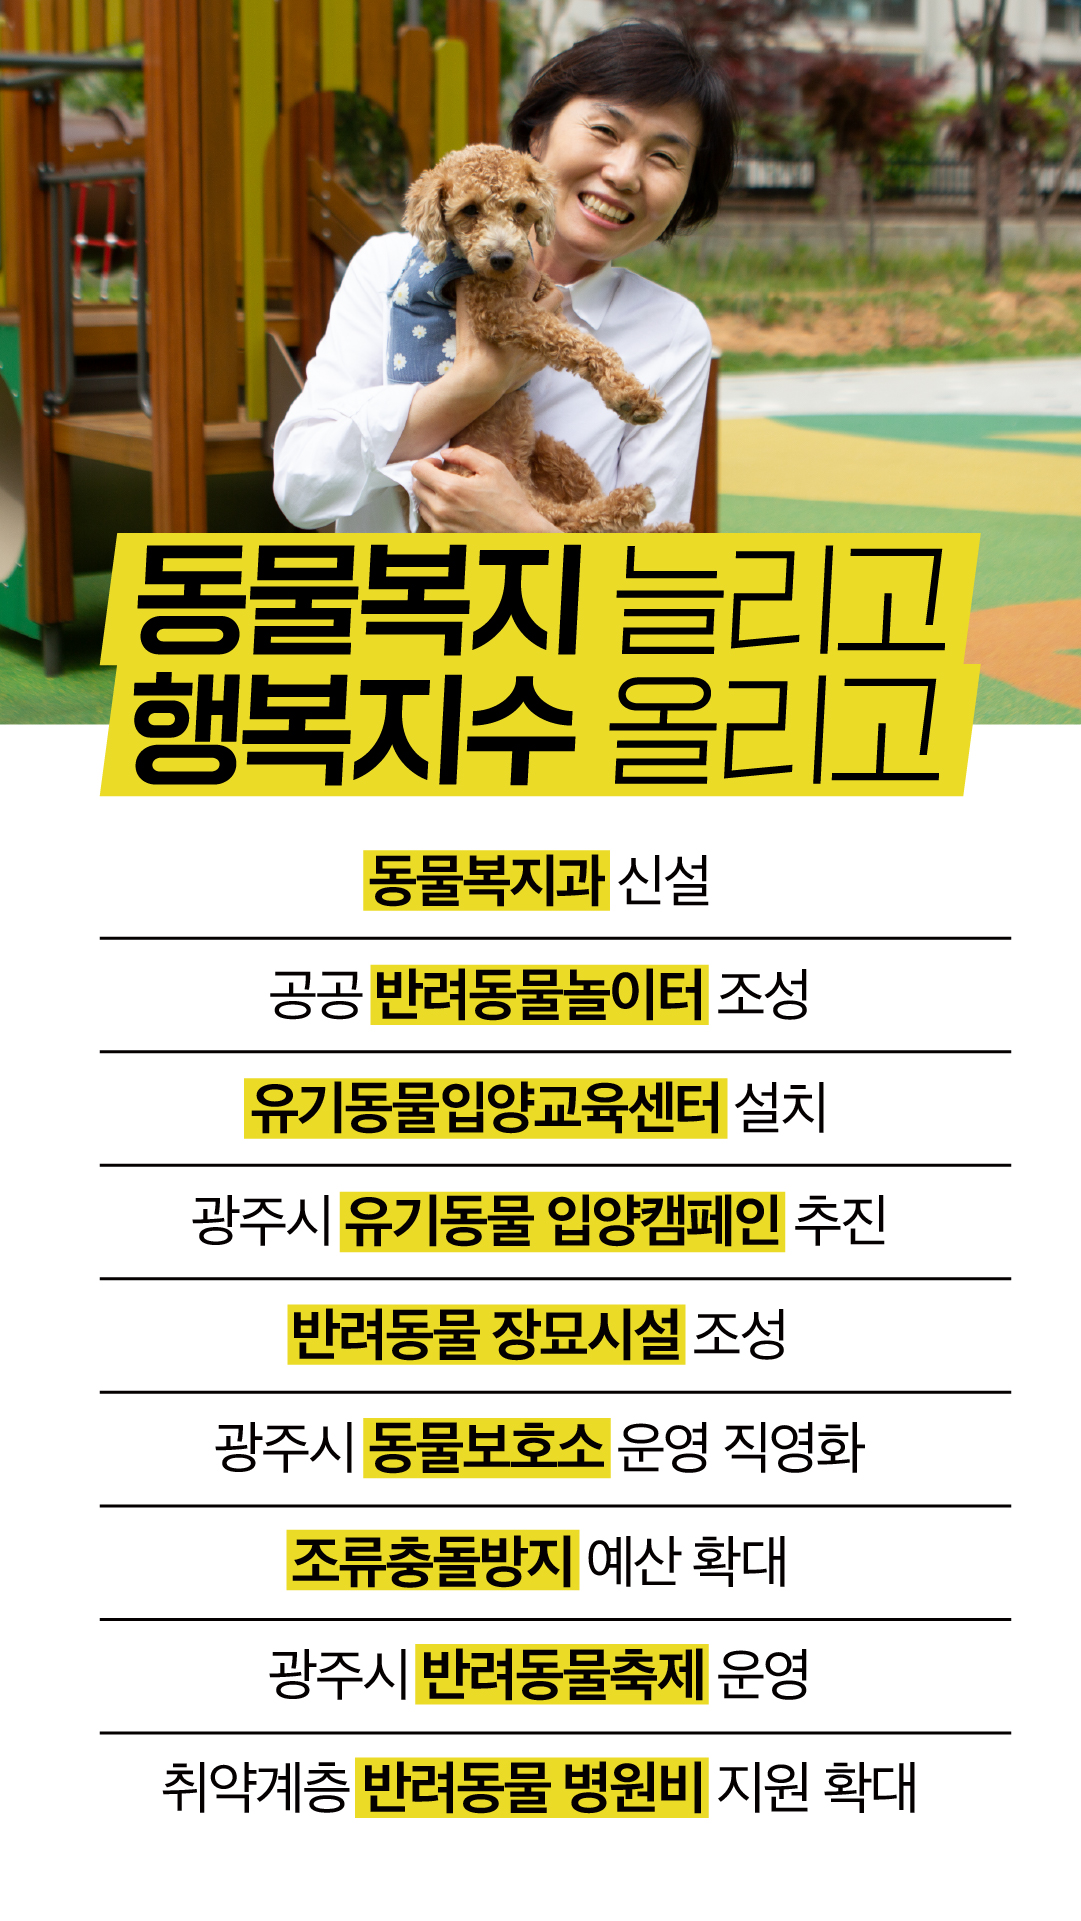 동물복지 늘리고
행복지수 올리고
동물복지과 신설
공공 반려동물놀이터 조성
유기동물입양교육센터 설치
광주시 유기동물 입양캠페인 추진
반려동물 장묘시설 조성
광주시 동물보호소 운영 직영화
조류충돌방지 예산 확대
광주시 반려동물축제 운영
취약계층 반려동물 병원비 지원 확대